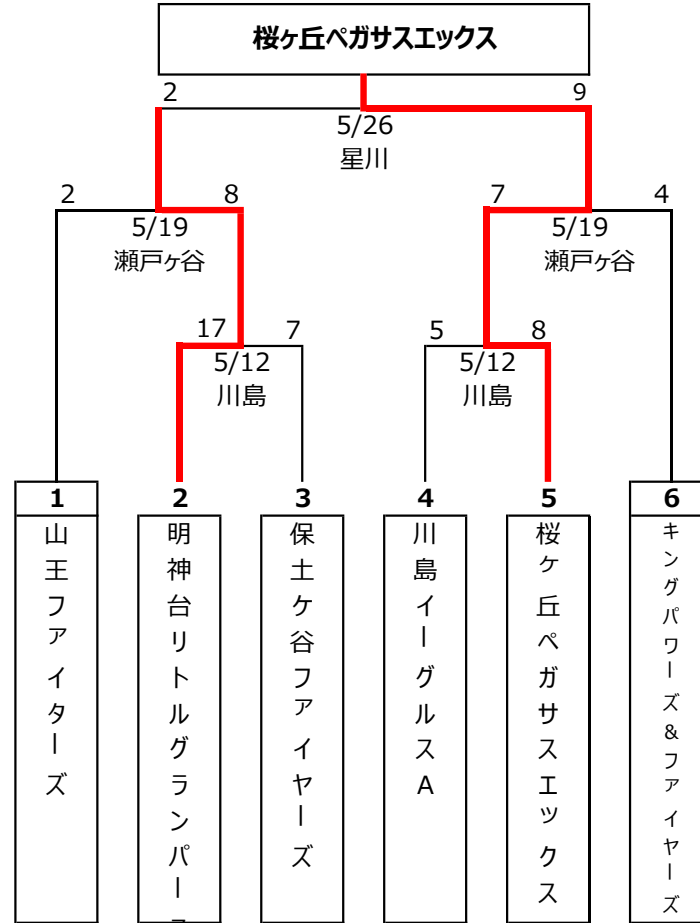 桜ヶ丘ペガサスエックス
2
9
5/26
星川
2
8
7
4
5/19
瀬戸ヶ谷
5/19
瀬戸ヶ谷
17
7
5
8
5/12
川島
5/12
川島
1
2
3
4
5
6
山王ファイターズ
明神台リトルグランパー
保土ケ谷ファイヤーズ
川島イーグルスA
桜ケ丘ペガサスエックス
キングパワーズ&ファイヤーズ